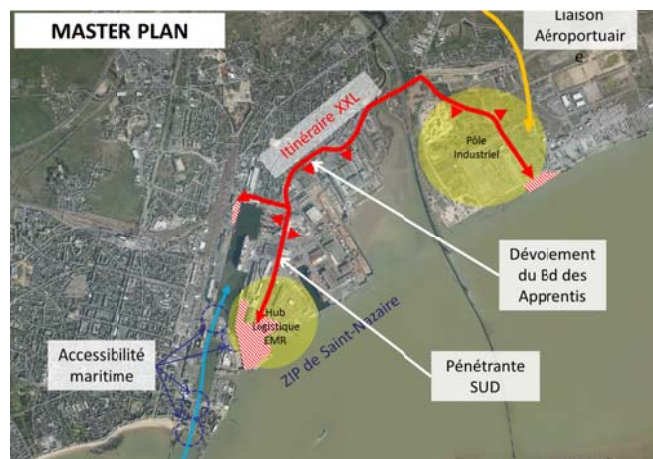 MASTER PLAN
Liaison
Aéroportuair
e
Itinéraire XXL
Pôle
Industriel
Dévoiement
du Bd des
Apprentis
Hub
Logistique
EMR
ZIP de Saint-Nazaire
Accessibilité
maritime
Pénétrante
SUD